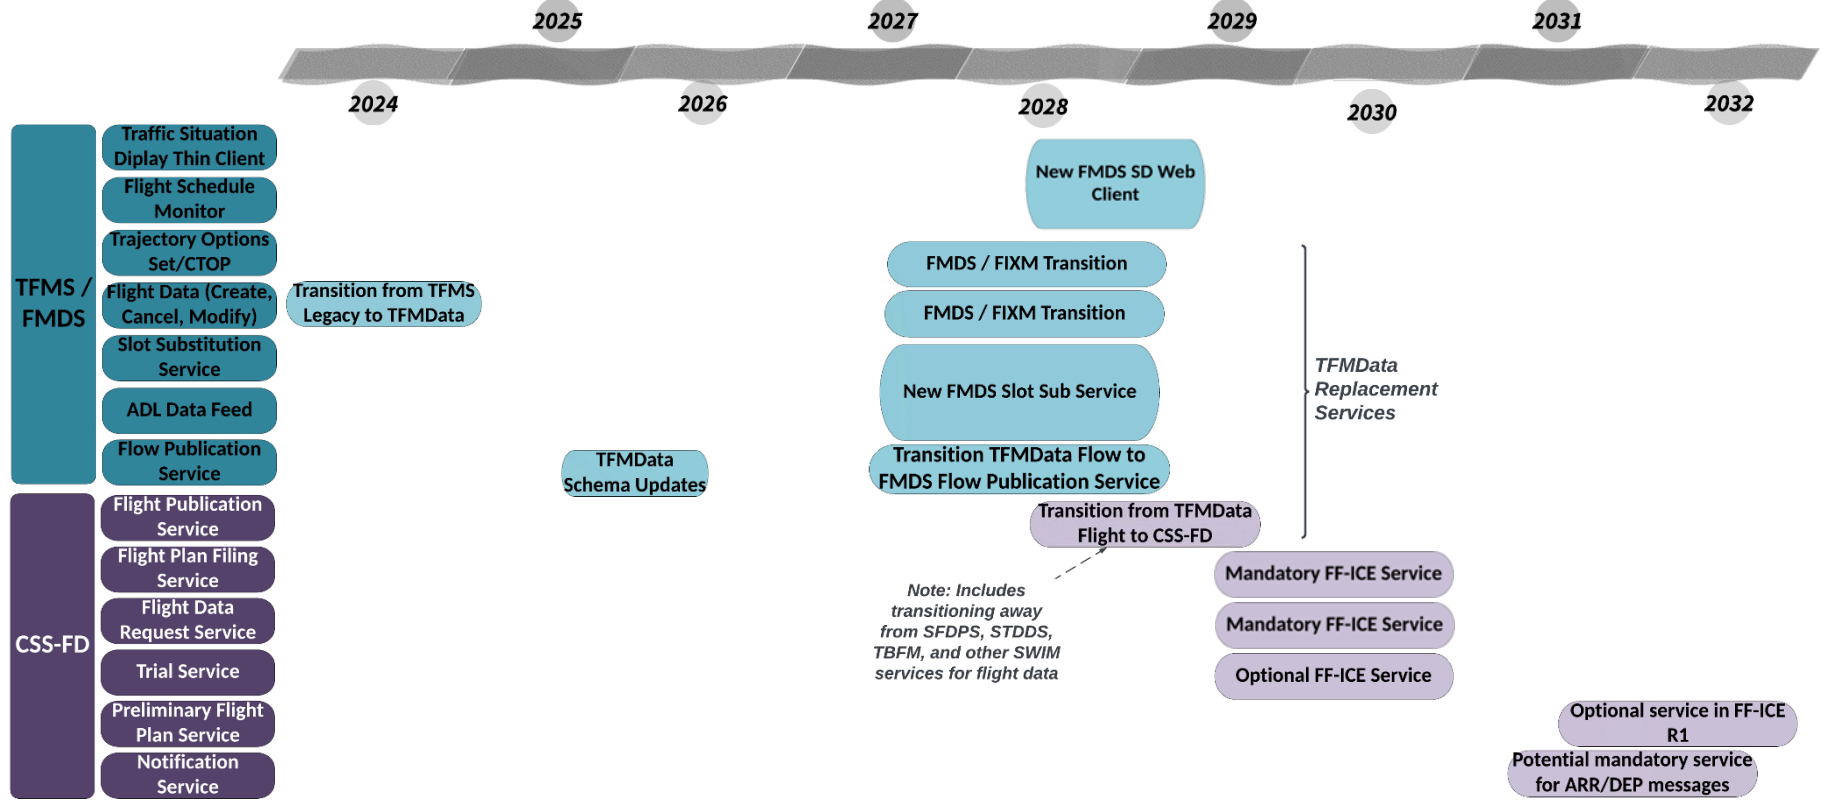 2025
2027
2029
2031
2024
2026
2028
2030
2032
TFMS /
FMDS
Traffic Situation
Diplay Thin Client
Flight Schedule
Monitor
Trajectory Options
Set/CTOP
Flight Data (Create,
Cancel, Modify)
Slot Substitution
Service
ADL Data Feed
Flow Publication
Service
New FMDS SD Web
Client
FMDS / FIXM Transition
Transition from TFMS
Legacy to TFMData
FMDS / FIXM Transition
New FMDS Slot Sub Service
TFMData
Schema Updates
Transition TFMData Flow to
FMDS Flow Publication Service
TFMData
Replacement
Services
CSS-FD
Flight Publication
Service
Flight Plan Filing
Service
Flight Data
Request Service
Trial Service
Preliminary Flight
Plan Service
Notification
Service
Transition from TFMData
Flight to CSS-FD
Note: Includes
transitioning away
from SFDPS, STDDS,
TBFM, and other SWIM
services for flight data
Mandatory FF-ICE Service
Mandatory FF-ICE Service
Optional FF-ICE Service
Optional service in FF-ICE
R1
Potential mandatory service
for ARR/DEP messages